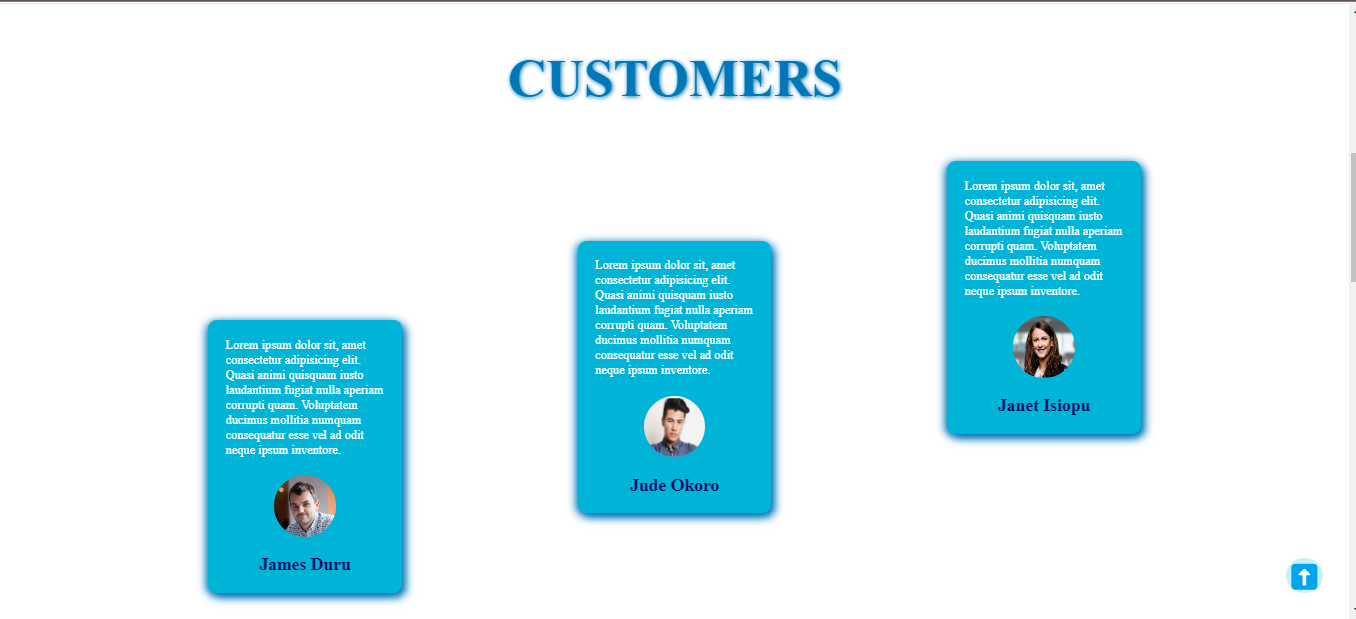 CUSTOMERS
Lorem ipsum dolor sit, amet
consectetur adipisicing elit.
Quasi animi quisquam iusto
laudantium fugiat nulla aperiam
corrupti quam. Voluptatem
ducimus mollitia numquam
consequatur esse vel ad odit
neque ipsum inventore.
James Duru
Lorem ipsum dolor sit, amet
consectetur adipisicing elit.
Quasi animi quisquam iusto
laudantium fugiat nulla aperiam
corrupti quam. Voluptatem
ducimus mollitia numquam
consequatur esse vel ad odit
neque ipsum inventore.
Jude Okoro
Lorem ipsum dolor sit, amet
consectetur adipisicing elit.
Quasi animi quisquam iusto
laudantium fugiat nulla aperiam
corrupti quam. Voluptatem
ducimus mollitia numquam
consequatur esse vel ad odit
neque ipsum inventore.
Janet Isiopu